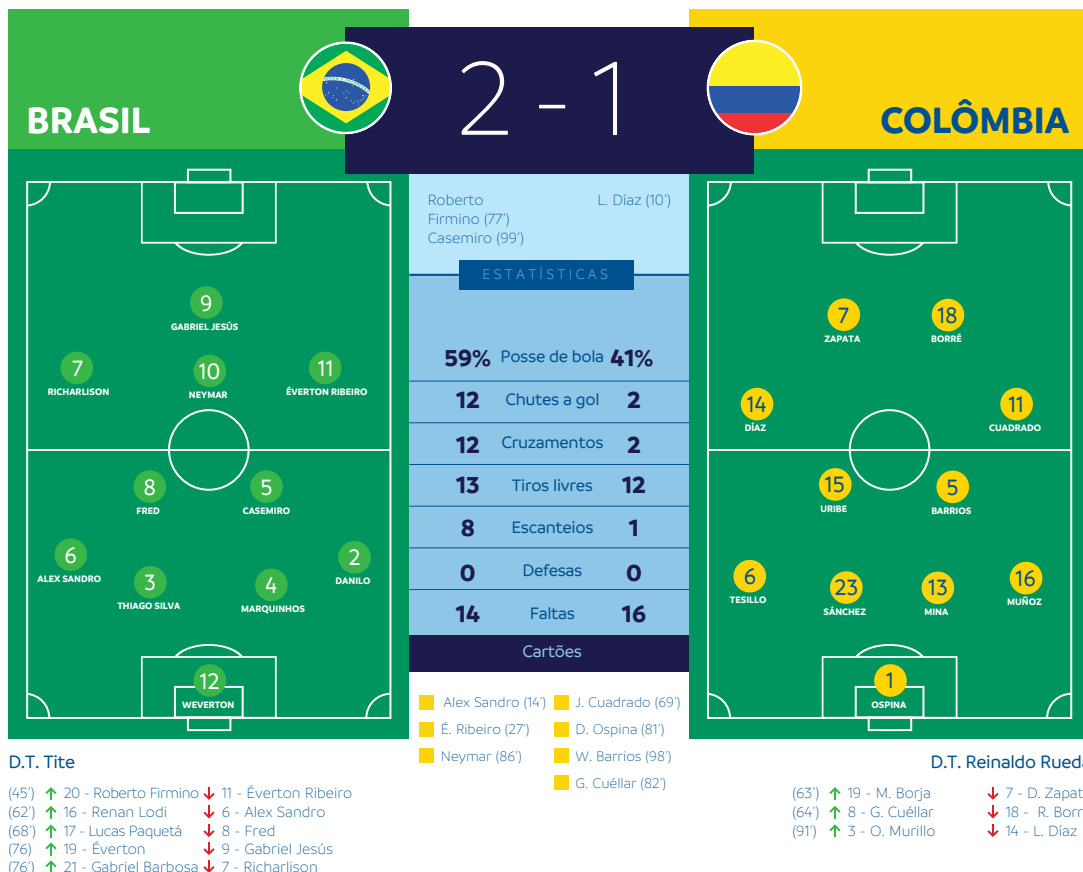 BRASIL
2 - 1
COLÔMBIA
Roberto
Firmino (77')
Casemiro (99')
L. Díaz (10')
ESTATÍSTICAS
59% Posse de bola 41%
12 Chutes a gol 2
12 Cruzamentos 2
13 Tiros livres 12
8 Escanteios 1
0 Defesas 0
14 Faltas 16
Cartões
Alex Sandro (14')
É. Ribeiro (27')
Neymar (86')
J. Cuadrado (69')
D. Ospina (81')
W. Barrios (98')
G. Cuéllar (82')
9
GABRIEL JESÚS
7
RICHARLISON
10
NEYMAR
11
ÉVERTON RIBEIRO
8
FRED
5
CASEMIRO
6
ALEX SANDRO
3
THIAGO SILVA
4
MARQUINHOS
2
DANILO
12
WEVERTON
7
ZAPATA
18
BORRÉ
14
DÍAZ
11
CUADRADO
15
URIBE
5
BARRIOS
6
TESILLO
23
SÁNCHEZ
13
MINA
16
MUÑOZ
1
OSPINA
D.T. Tite
(45') 20 - Roberto Firmino 11 - Éverton Ribeiro
(62') 16 - Renan Lodi 6 - Alex Sandro
(68') 17 - Lucas Paquetá 8 - Fred
(76) 19 - Éverton 9 - Gabriel Jesús
(76') 21 - Gabriel Barbosa 7 - Richarlison
D.T. Reinaldo Rueda
(63') 19 - M. Borja 7 - D. Zapat
(64') 8 - G. Cuéllar 18 - R. Borr
(91') 3 - O. Murillo 14 - L. Díaz